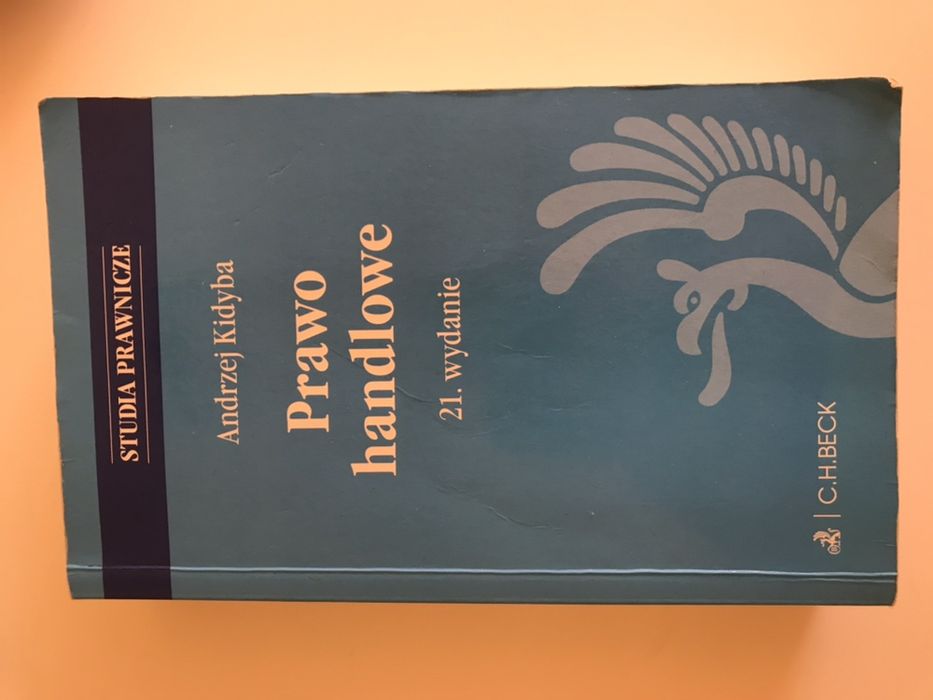 STUDIA PRAWNICZE
Andrzej Kidyba
Prawo
handlowe
21. wydanie
C.H.BECK